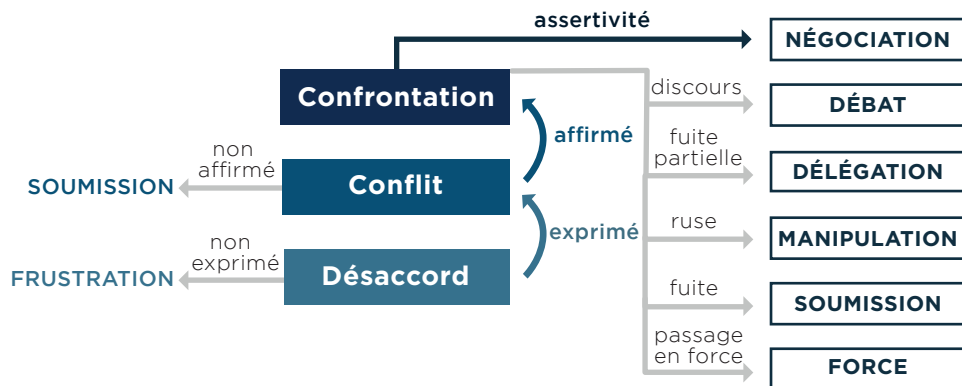 assertivité
NÉGOCIATION
Confrontation
discours
DÉBAT
affirmé
fuite
partielle
DÉLÉGATION
non
affirmé
SOUMISSION
Conflit
ruse
MANIPULATION
exprimé
non
exprimé
FRUSTRATION
Désaccord
fuite
SOUMISSION
passage
en force
FORCE